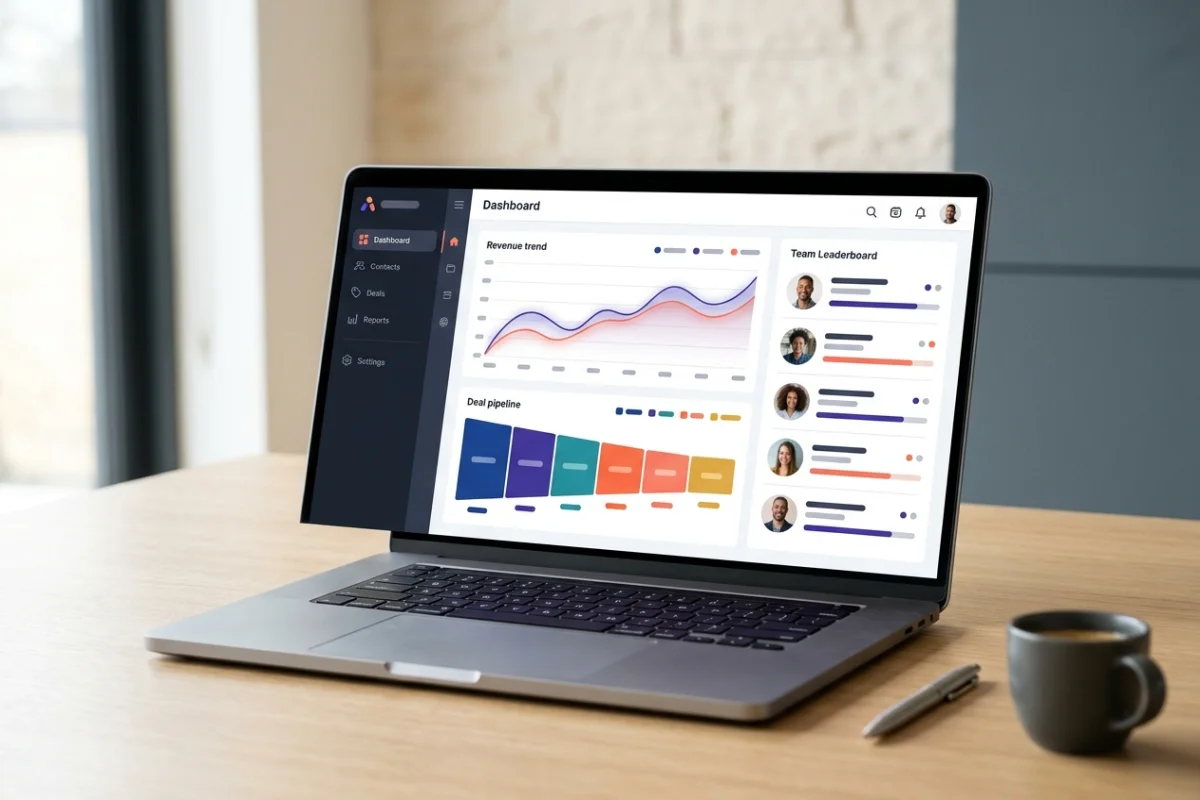 Dashboard
Dashboard
Contacts
Deals
Reports
Settings
Revenue trend
Team Leaderboard
Deal pipeline